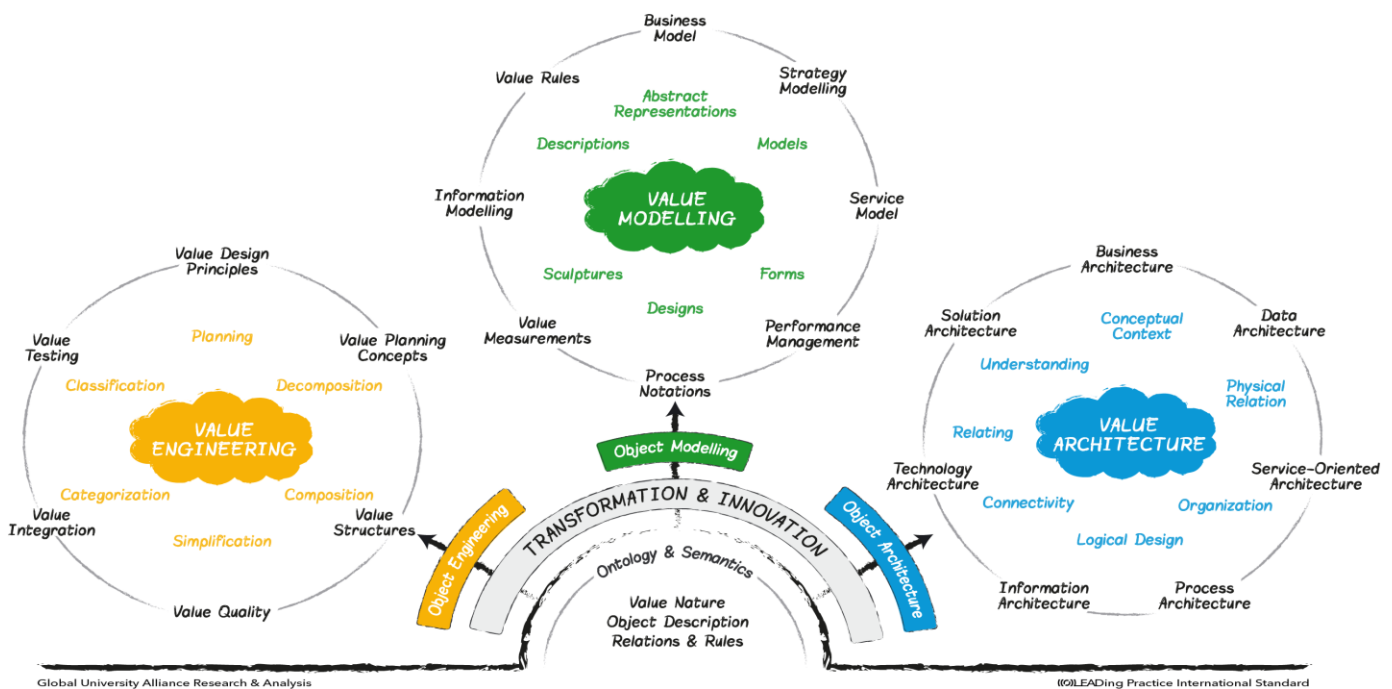 Business
Model
Strategy
Modelling
Service
Model
Performance
Management
Process
Notations
Value
Measurements
Information
Modelling
Value Rules
Abstract
Representations
Models
Forms
Designs
Sculptures
Descriptions
VALUE
MODELLING
Value Design
Principles
Value Planning
Concepts
Value
Structures
Value Quality
Value
Integration
Value
Testing
Planning
Decomposition
Composition
Simplification
Categorization
Classification
VALUE
ENGINEERING
Business
Architecture
Data
Architecture
Service-Oriented
Architecture
Process
Architecture
Information
Architecture
Technology
Architecture
Solution
Architecture
Conceptual
Context
Physical
Relation
Organization
Logical Design
Connectivity
Relating
Understanding
VALUE
ARCHITECTURE
Object Engineering
Object Modelling
Object Architecture
TRANSFORMATION & INNOVATION
Ontology & Semantics
Value Nature
Object Description
Relations & Rules
Global University Alliance Research & Analysis
((©)LEADing Practice International Standard